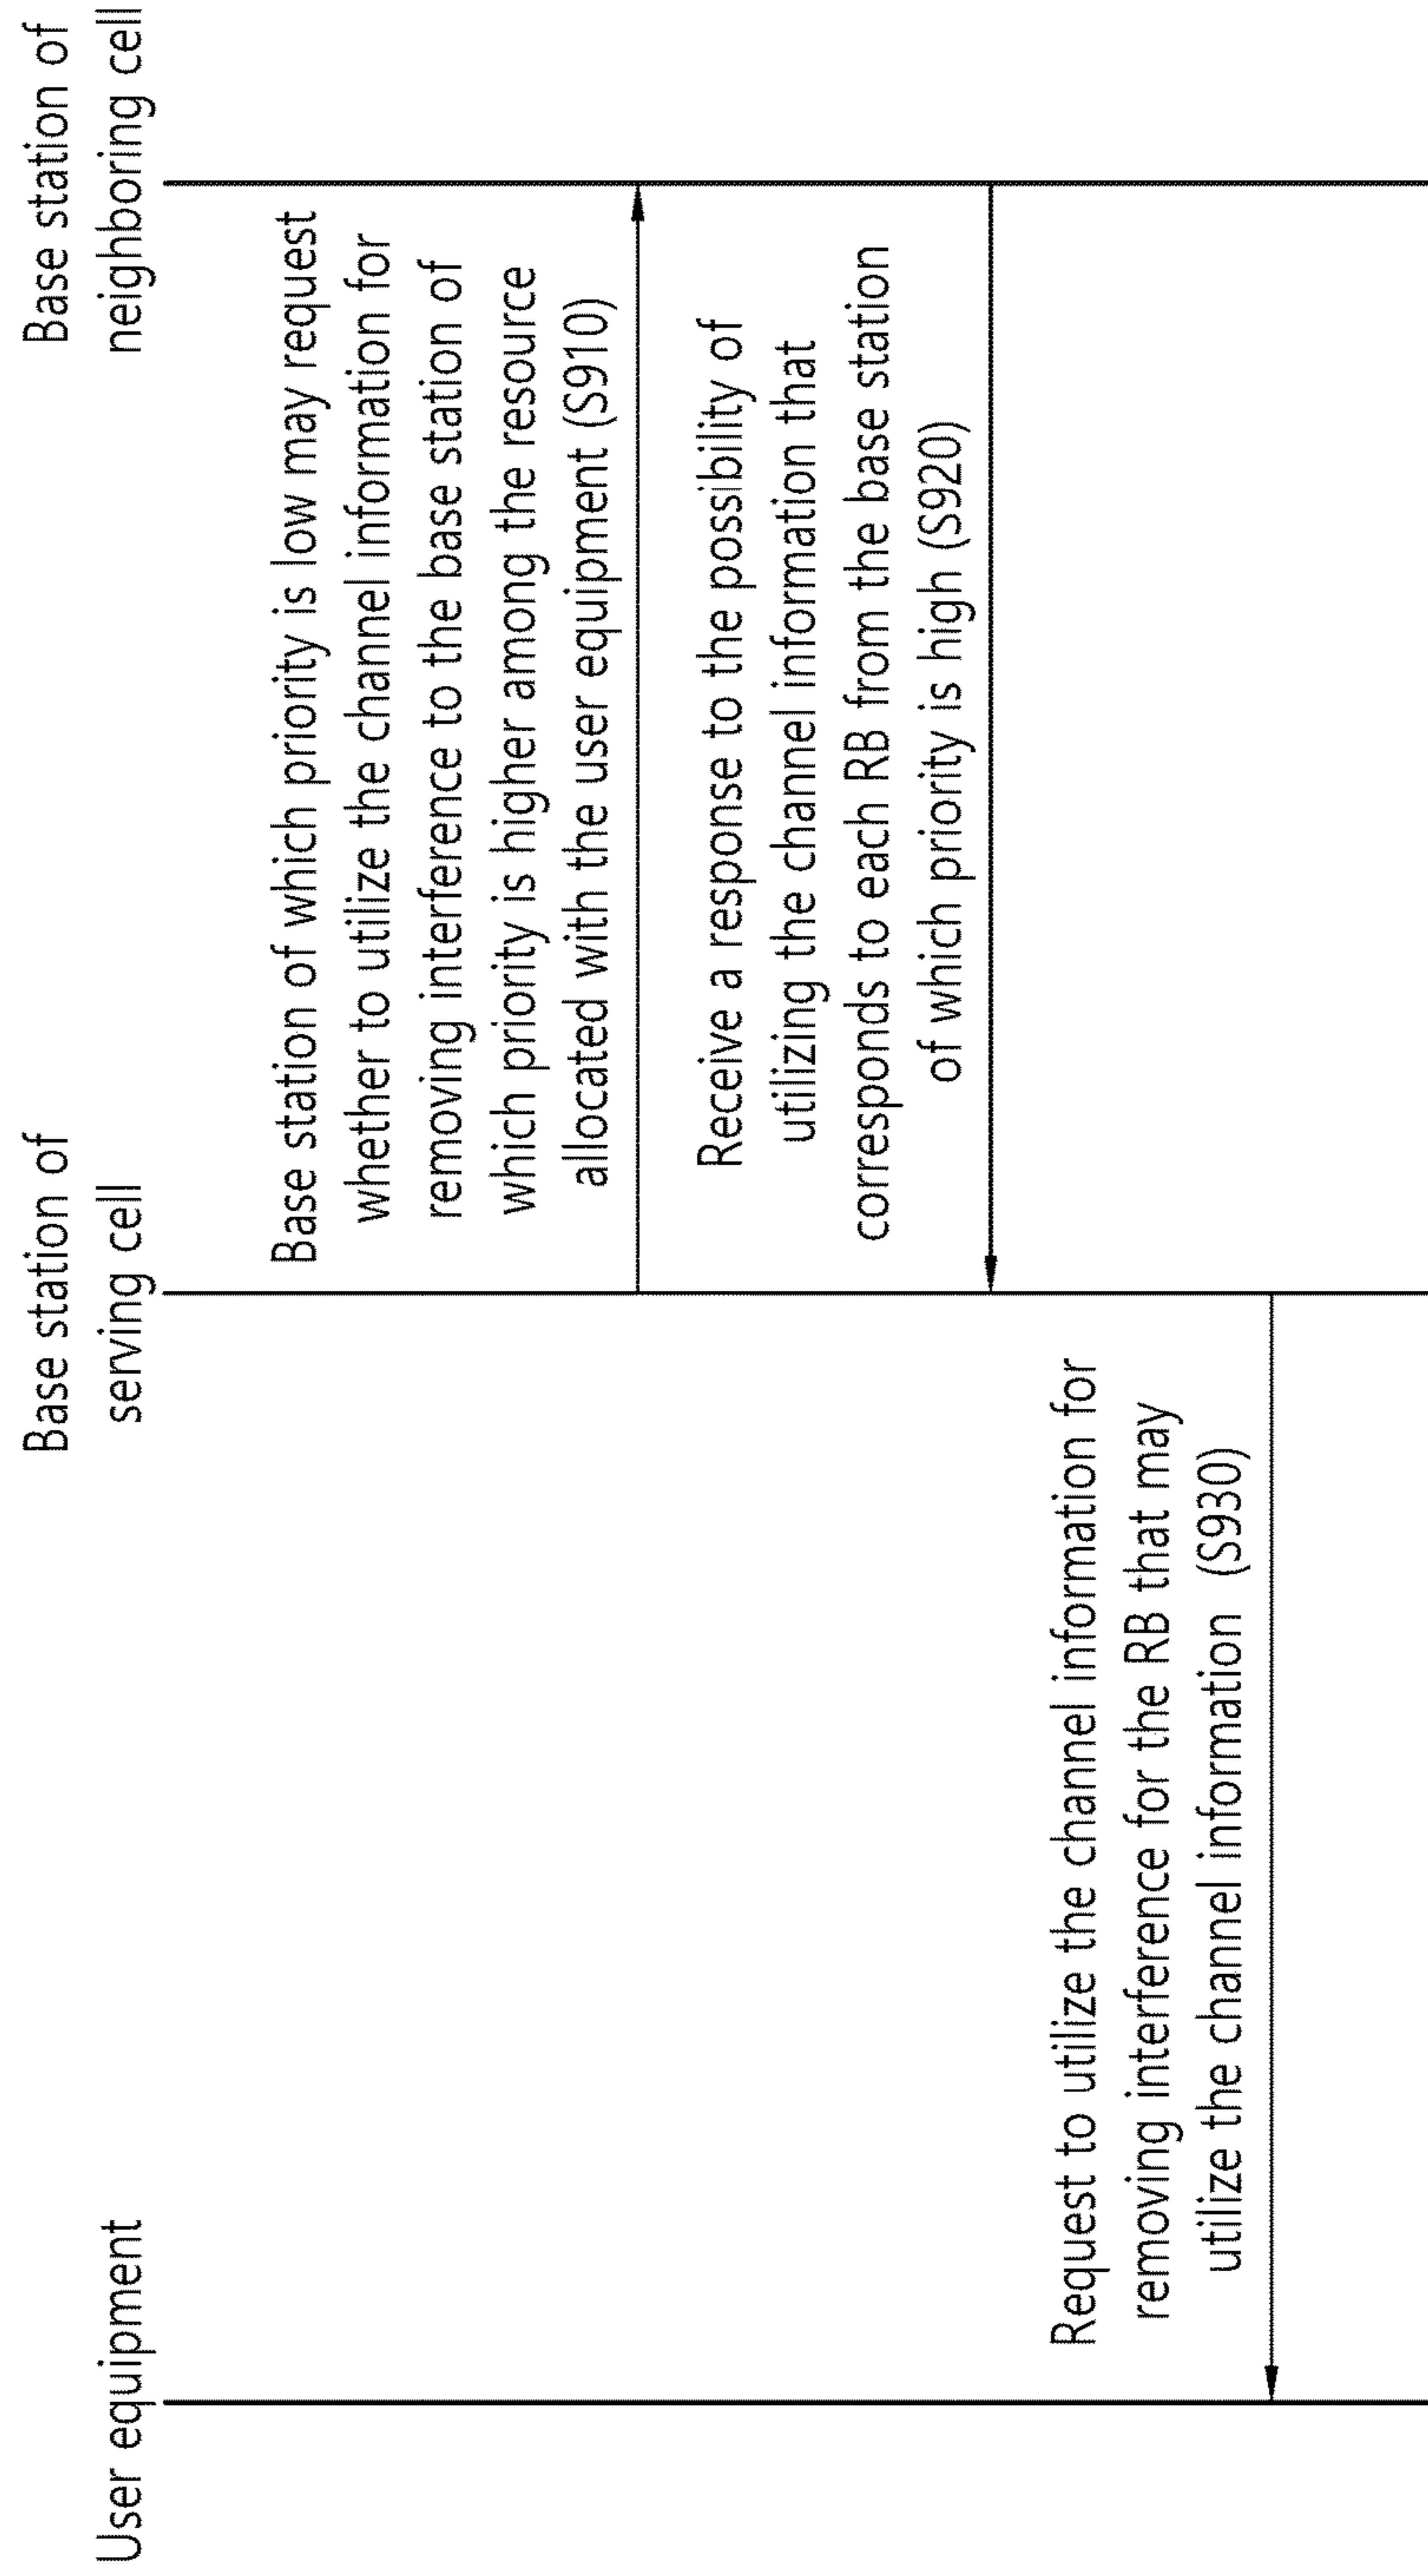 User equipment
Base station of
serving cell
Base station of
neighboring cell
Base station of which priority is low may request
whether to utilize the channel information for
removing interference to the base station of
which priority is higher among the resource
allocated with the user equipment (S910)
Receive a response to the possibility of
utilizing the channel information that
corresponds to each RB from the base station
of which priority is high (S920)
Request to utilize the channel information for
removing interference for the RB that may
utilize the channel information (S930)